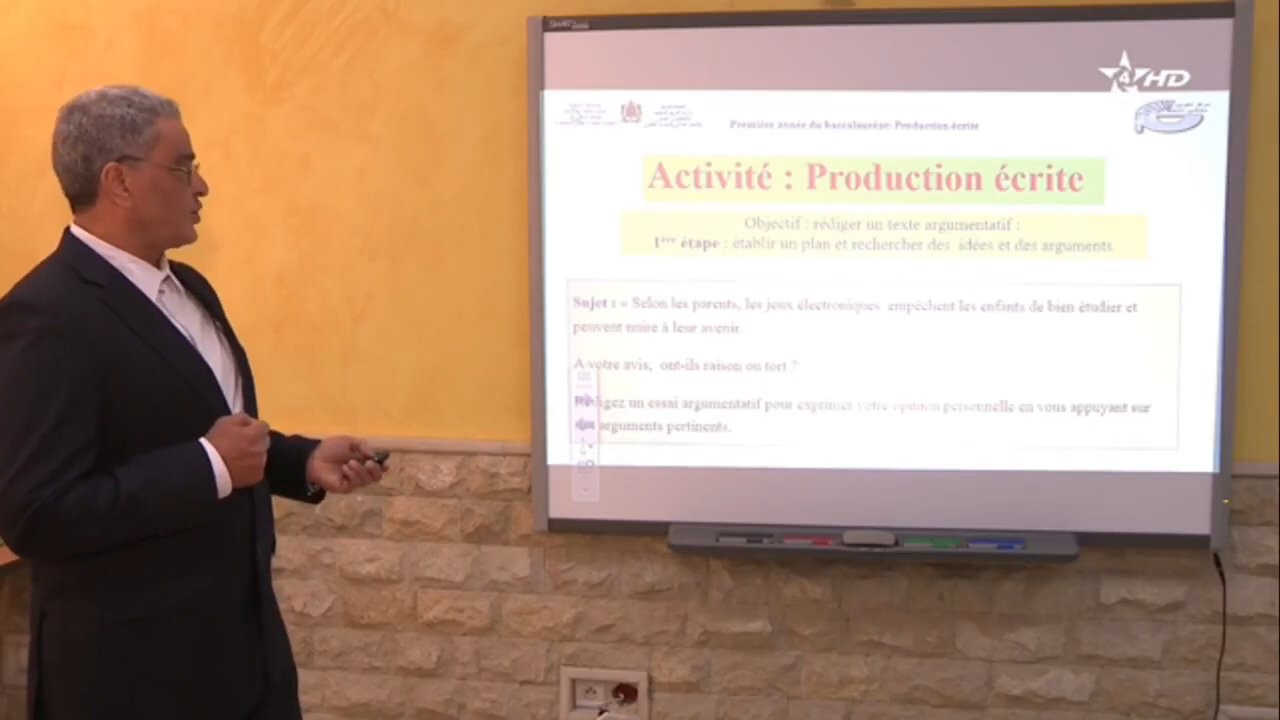 SMART
4 HD
Première année du baccalauréat: Production écrite
Activité : Production écrite
Objectif : rédiger un texte argumentatif :
1ère étape : établir un plan et rechercher des idées et des arguments
Sujet : « Selon les parents, les jeux électroniques empêchent les enfants de bien étudier et
peuvent nuire à leur avenir.
A votre avis, ont-ils raison ou tort ?
Rédigez un essai argumentatif pour exprimer votre opinion personnelle en vous appuyant sur
arguments pertinents.